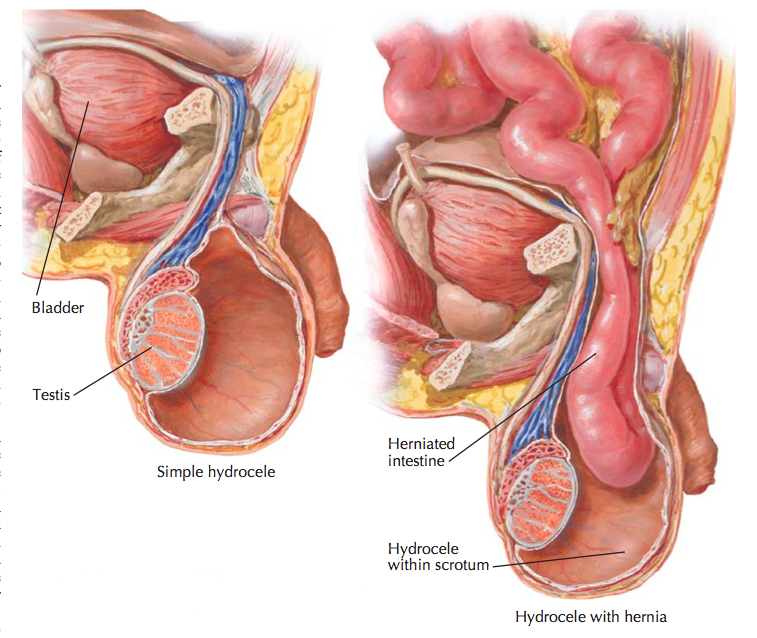 Bladder
Testis
Simple hydrocele
Herniated
intestine
Hydrocele
within scrotum
Hydrocele with hernia